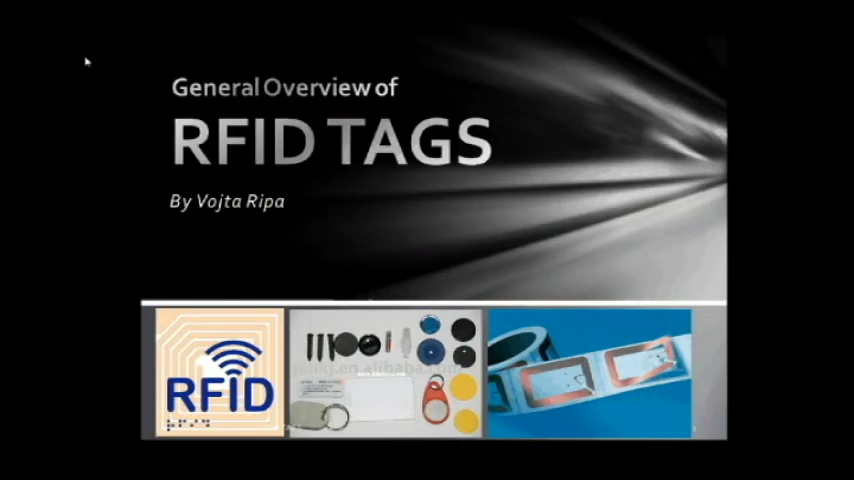 General Overview of
RFID TAGS
By Vojta Ripa
RFID